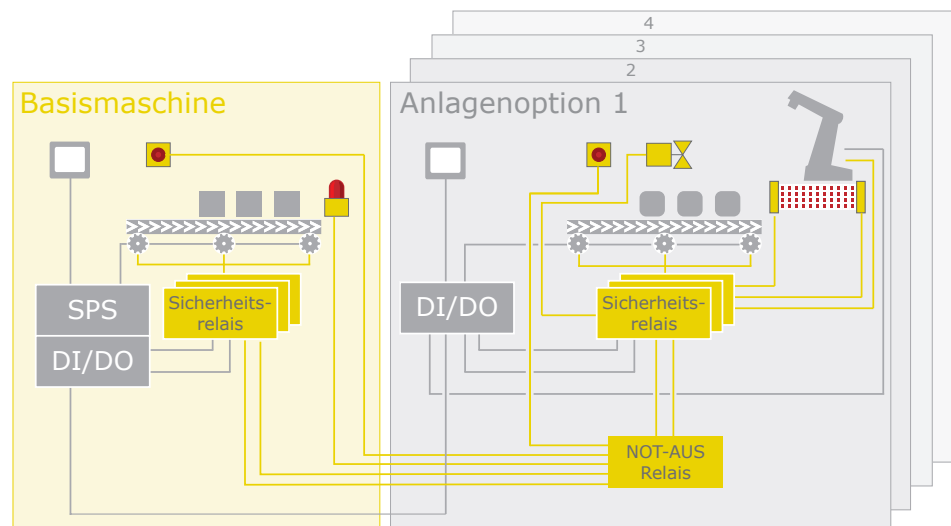 4
3
2
Basismaschine
Anlagenoption 1
SPS
DI/DO
Sicherheits-
relais
DI/DO
Sicherheits-
relais
NOT-AUS
Relais